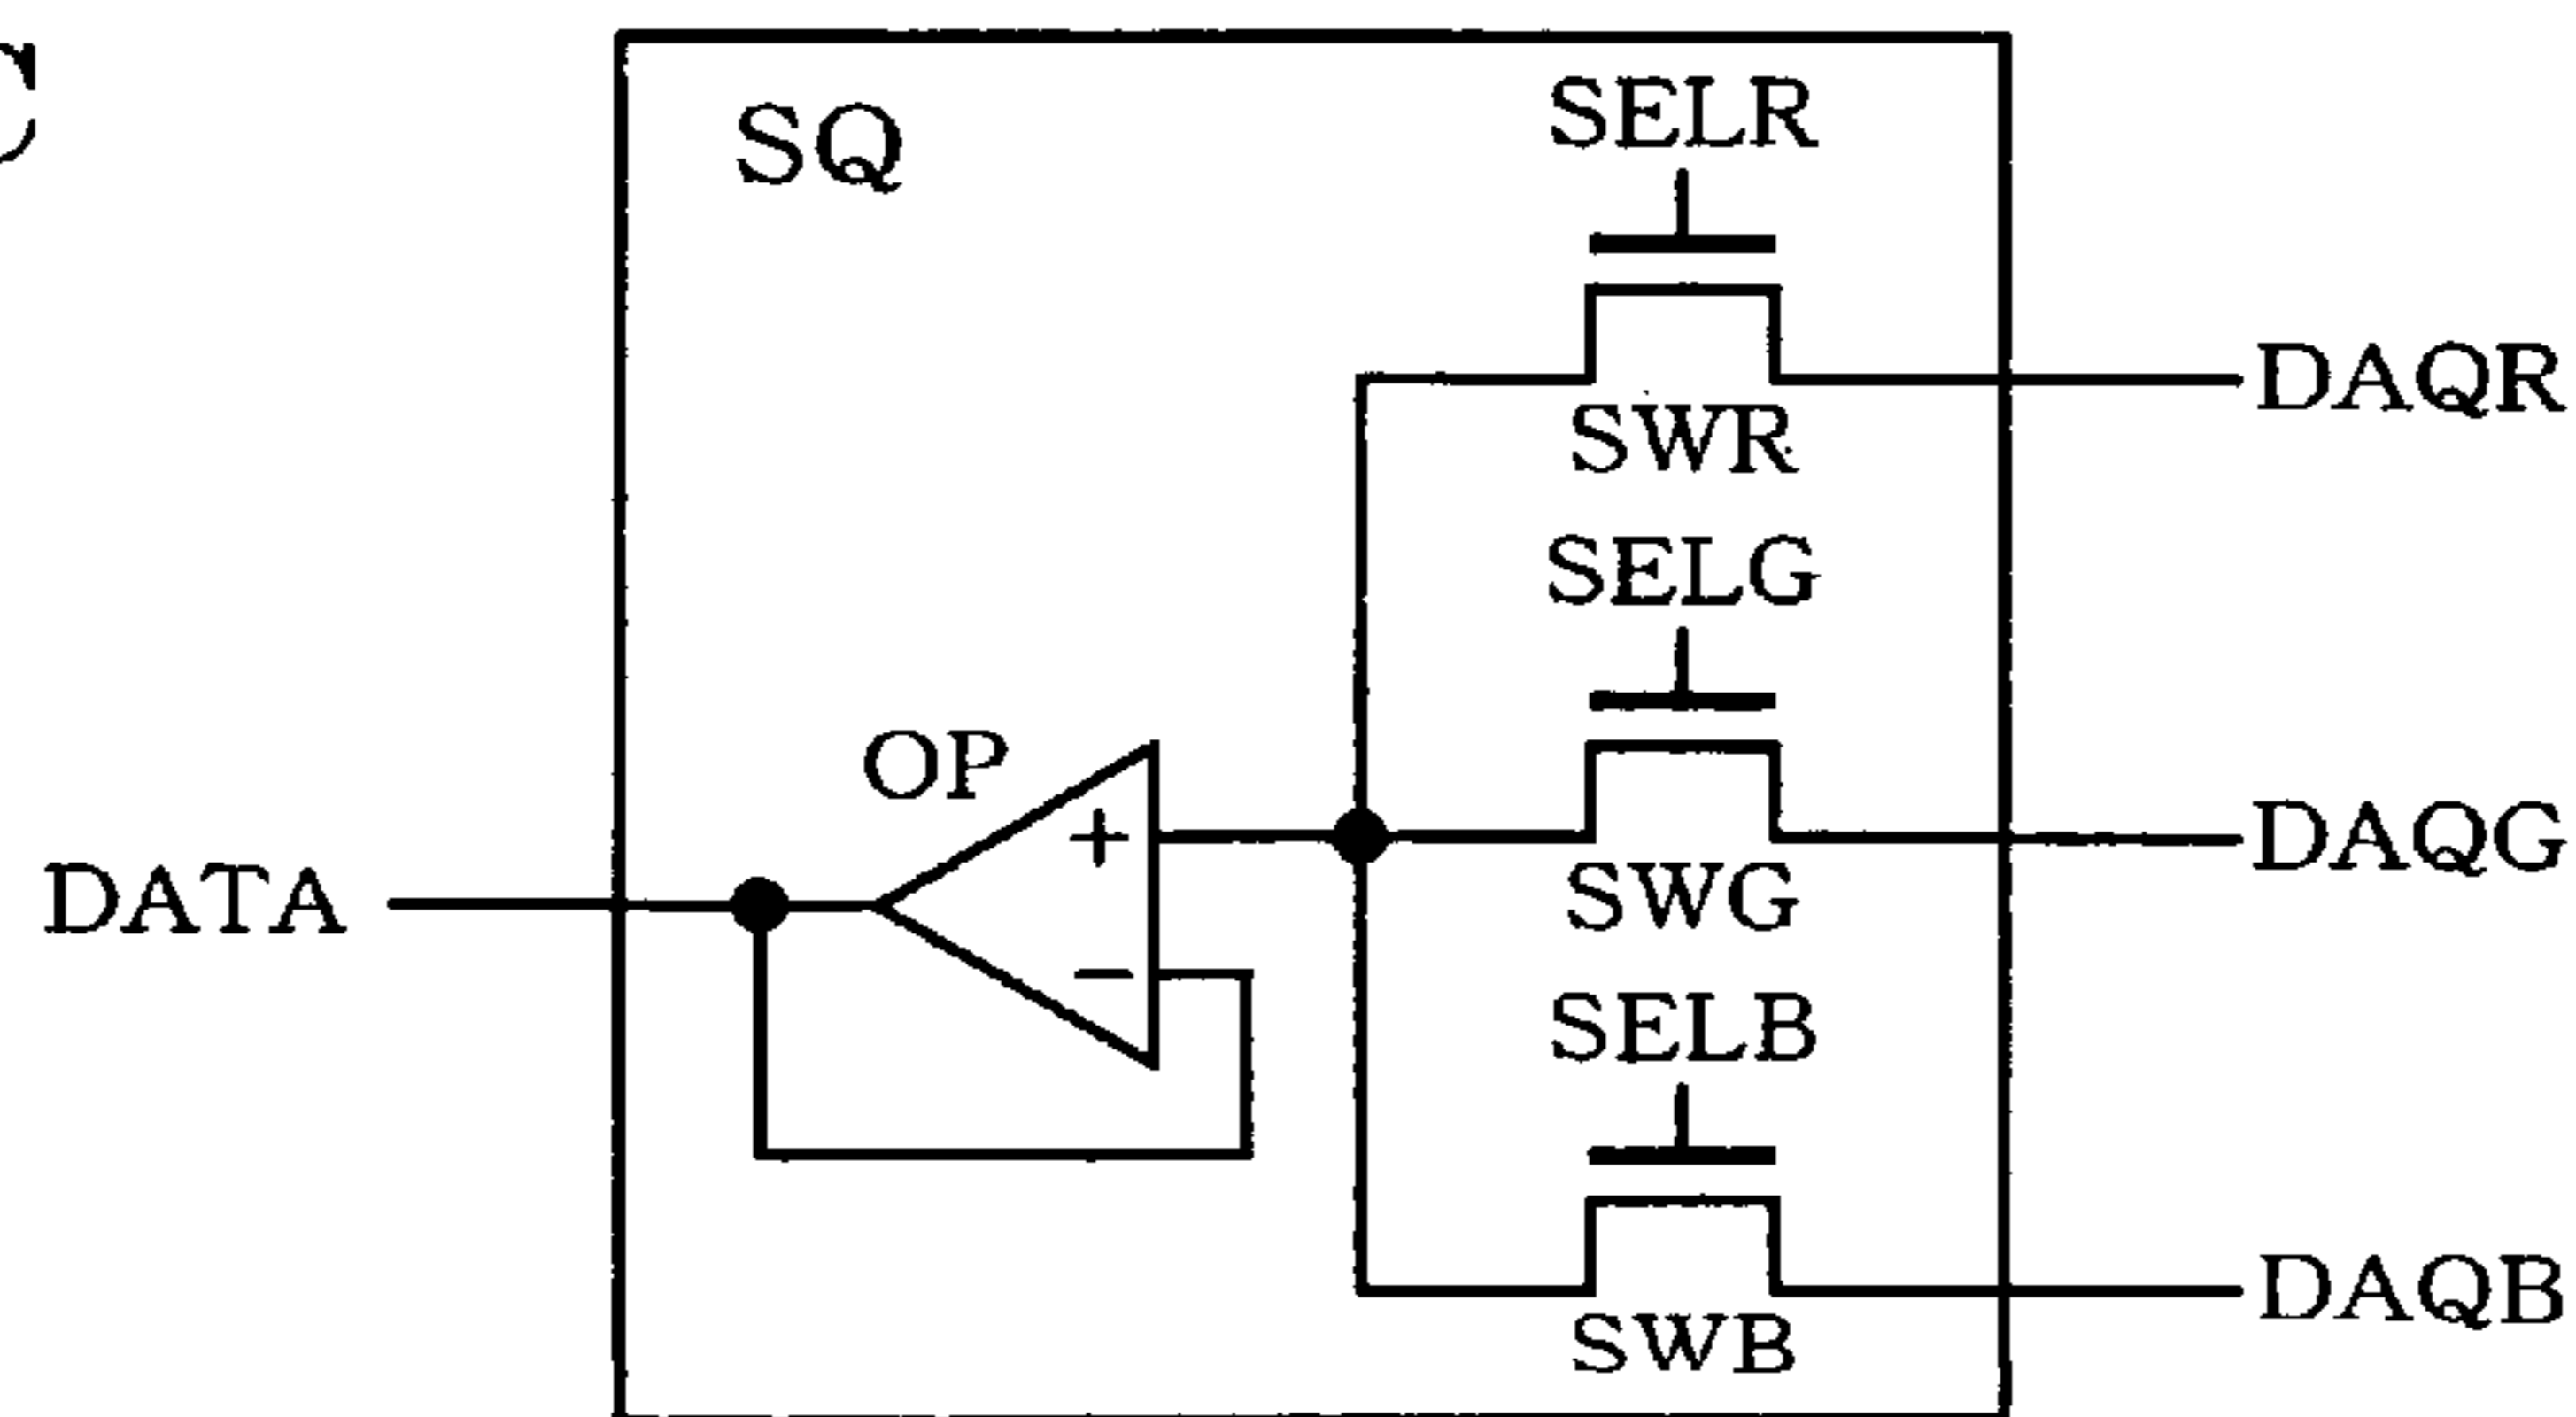 C
SQ
SELR
DAQR
SWR
SELG
OP
+
DAQG
DATA
SWG
−
SELB
DAQB
SWB